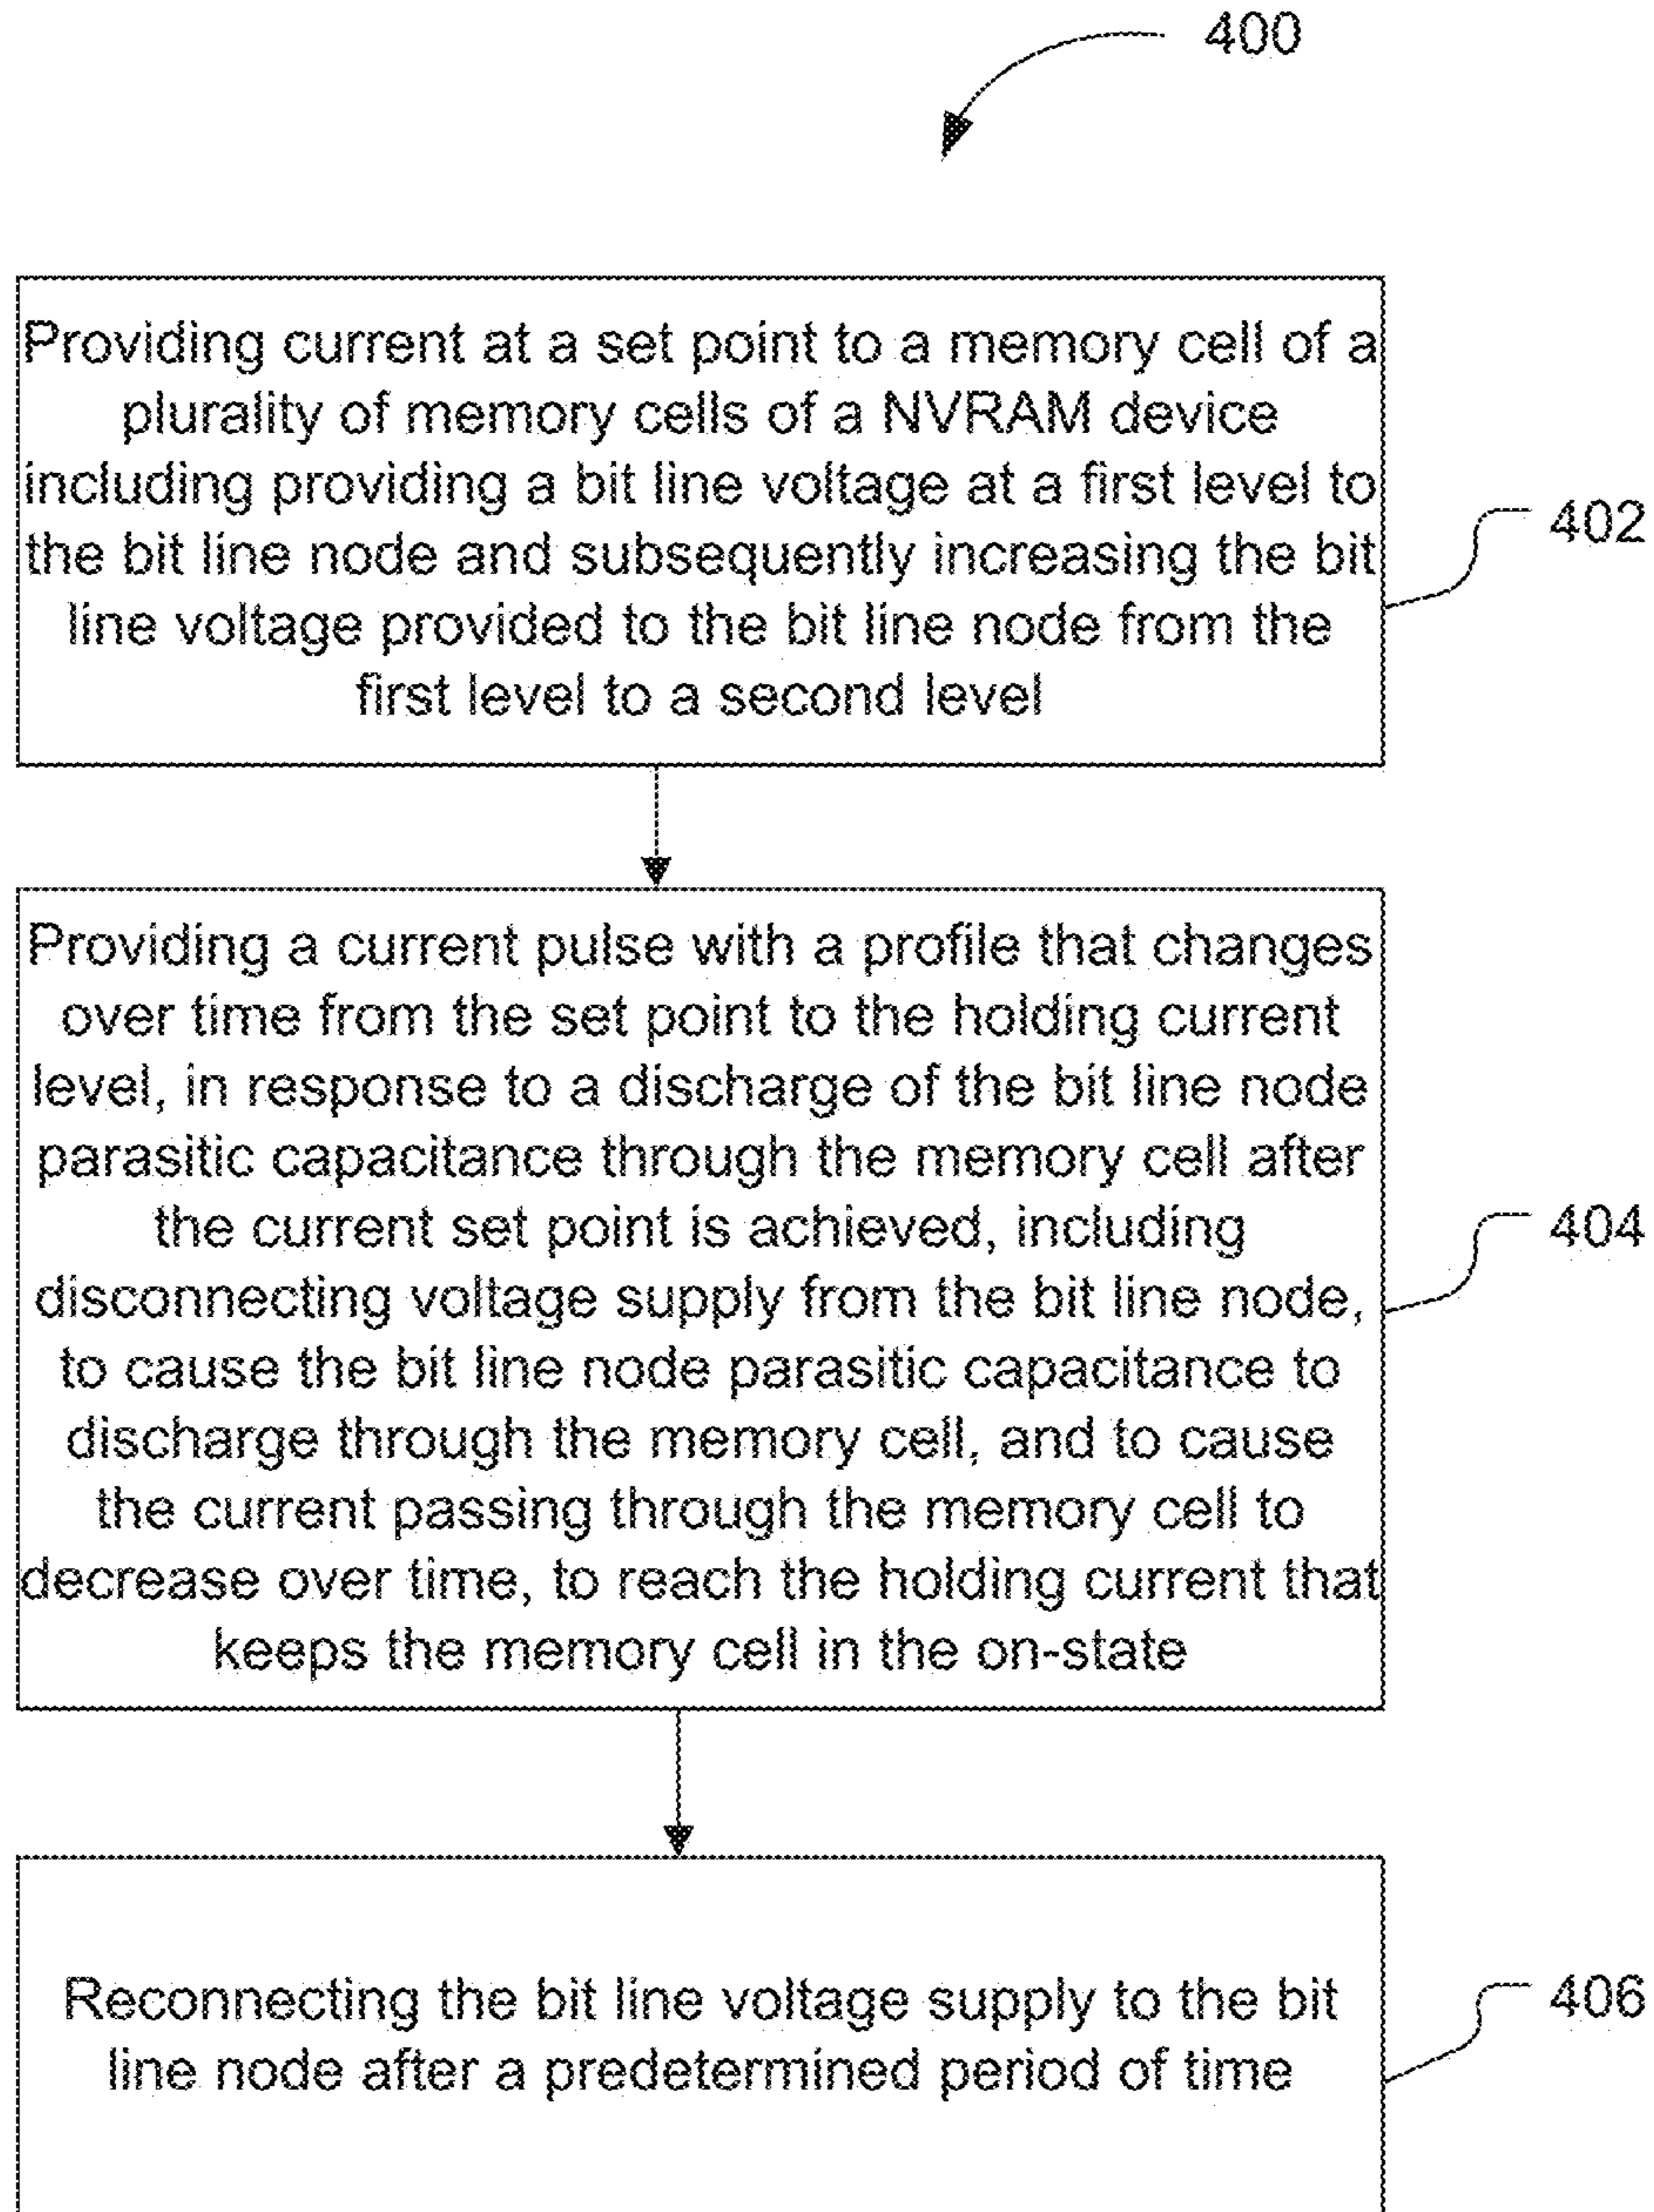 400
Providing current at a set point to a memory cell of a
plurality of memory cells of a NVRAM device
including providing a bit line voltage at a first level to
the bit line node and subsequently increasing the bit
line voltage provided to the bit line node from the
first level to a second level
402
Providing a current pulse with a profile that changes
over time from the set point to the holding current
level, in response to a discharge of the bit line node
parasitic capacitance through the memory cell after
the current set point is achieved, including
disconnecting voltage supply from the bit line node,
to cause the bit line node parasitic capacitance to
discharge through the memory cell, and to cause
the current passing through the memory cell to
decrease over time, to reach the holding current that
keeps the memory cell in the on-state
404
Reconnecting the bit line voltage supply to the bit
line node after a predetermined period of time
406